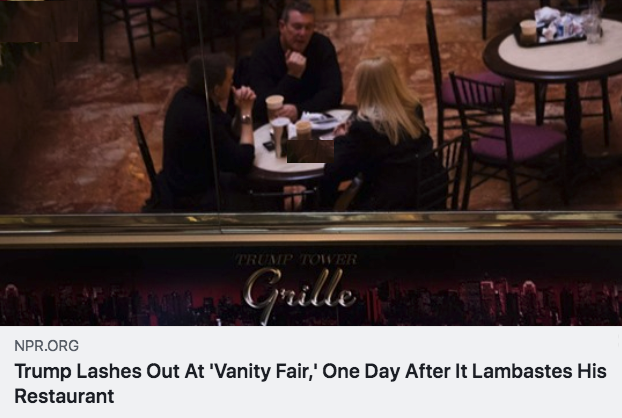 TRUMP TOWER
Grille
NPR.ORG
Trump Lashes Out At 'Vanity Fair,' One Day After It Lambastes His
Restaurant